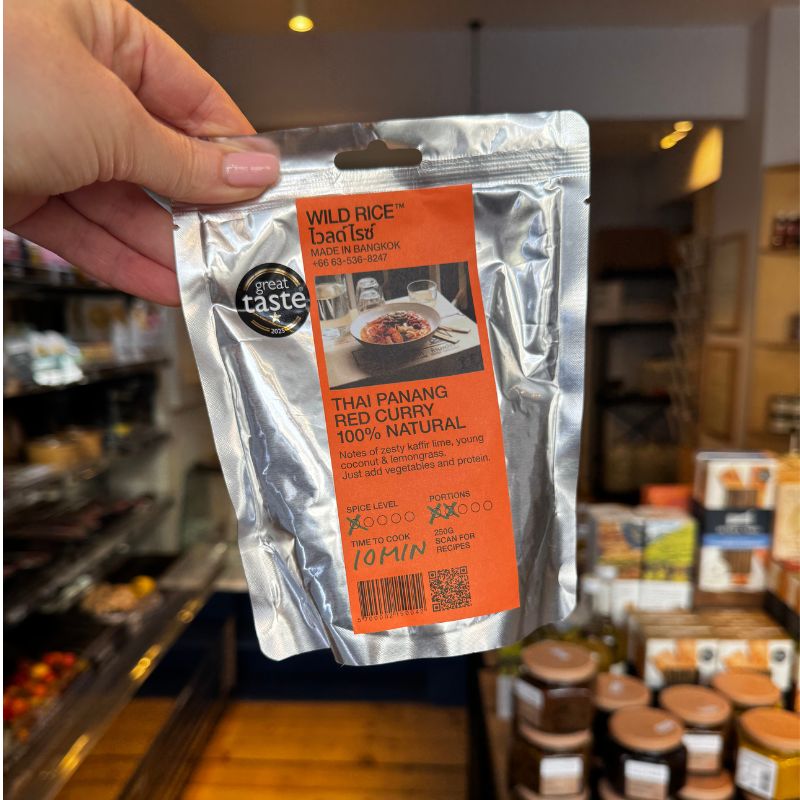 WILD RICE™
ไวลด์ไรซ์
MADE IN BANGKOK
+66 63-536-8247
great
taste
2025
THAI PANANG
RED CURRY
100% NATURAL
Notes of zesty kaffir lime, young
coconut & lemongrass.
Just add vegetables and protein.
SPICE LEVEL
PORTIONS
TIME TO COOK
10MIN
250G
SCAN FOR
RECIPES